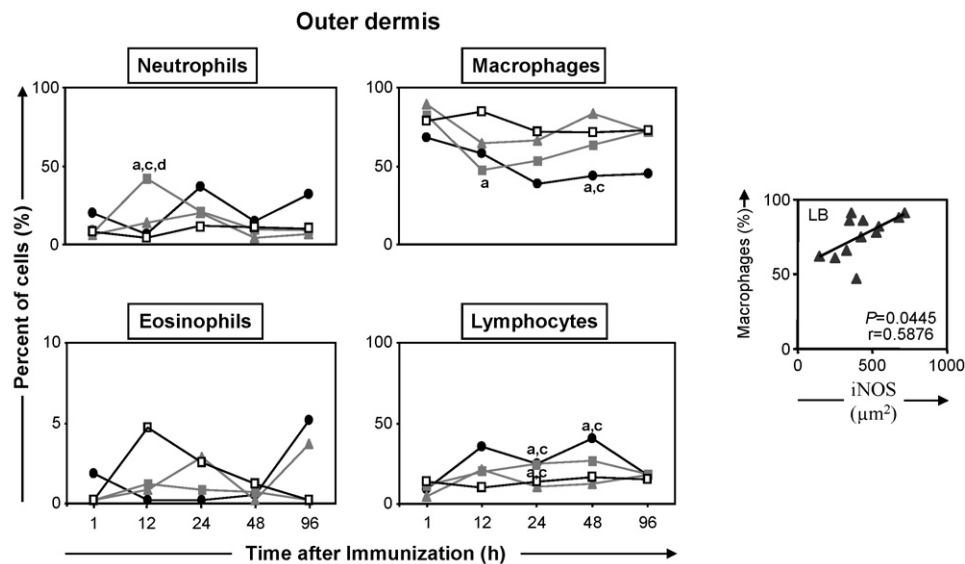 Outer dermis
Neutrophils
Macrophages
100
50
0
a,c,d
100
50
0
a
a,c
Percent of cells (%)
Eosinophils
Lymphocytes
10
5
0
1 12 24 48 96
100
50
0
a,c
a,c
a,c
1 12 24 48 96
Time after Immunization (h)
Macrophages (%)
100
50
0
LB
P=0.0445
r=0.5876
0 500 1000
iNOS
(µm²)